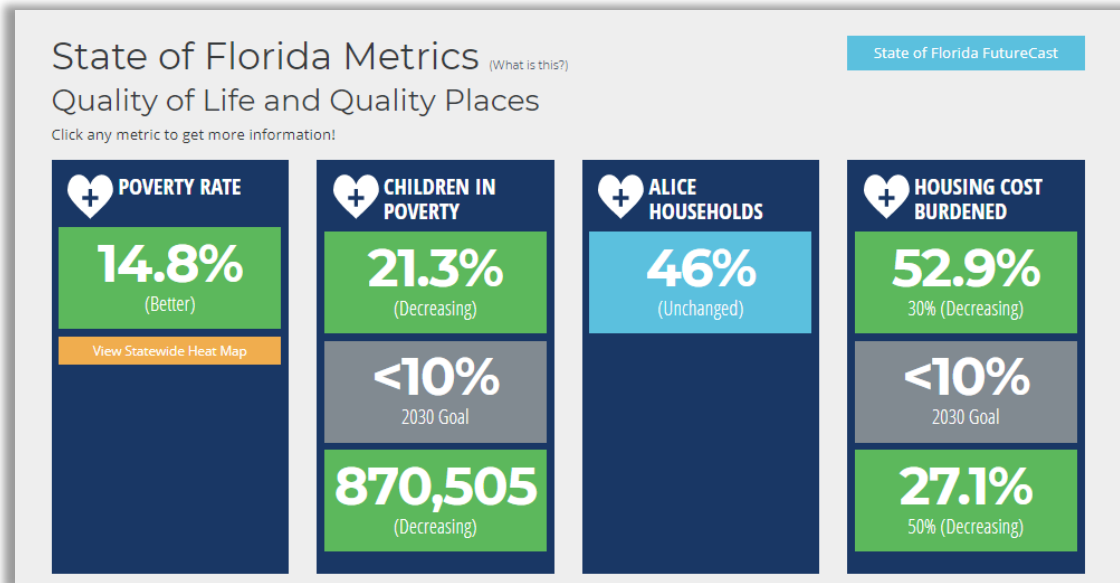 State of Florida Metrics (What is this?)
State of Florida FutureCast
Quality of Life and Quality Places
Click any metric to get more information!
POVERTY RATE
14.8%
(Better)
View Statewide Heat Map
CHILDREN IN
POVERTY
21.3%
(Decreasing)
<10%
2030 Goal
870,505
(Decreasing)
ALICE
HOUSEHOLDS
46%
(Unchanged)
HOUSING COST
BURDENED
52.9%
30% (Decreasing)
<10%
2030 Goal
27.1%
50% (Decreasing)